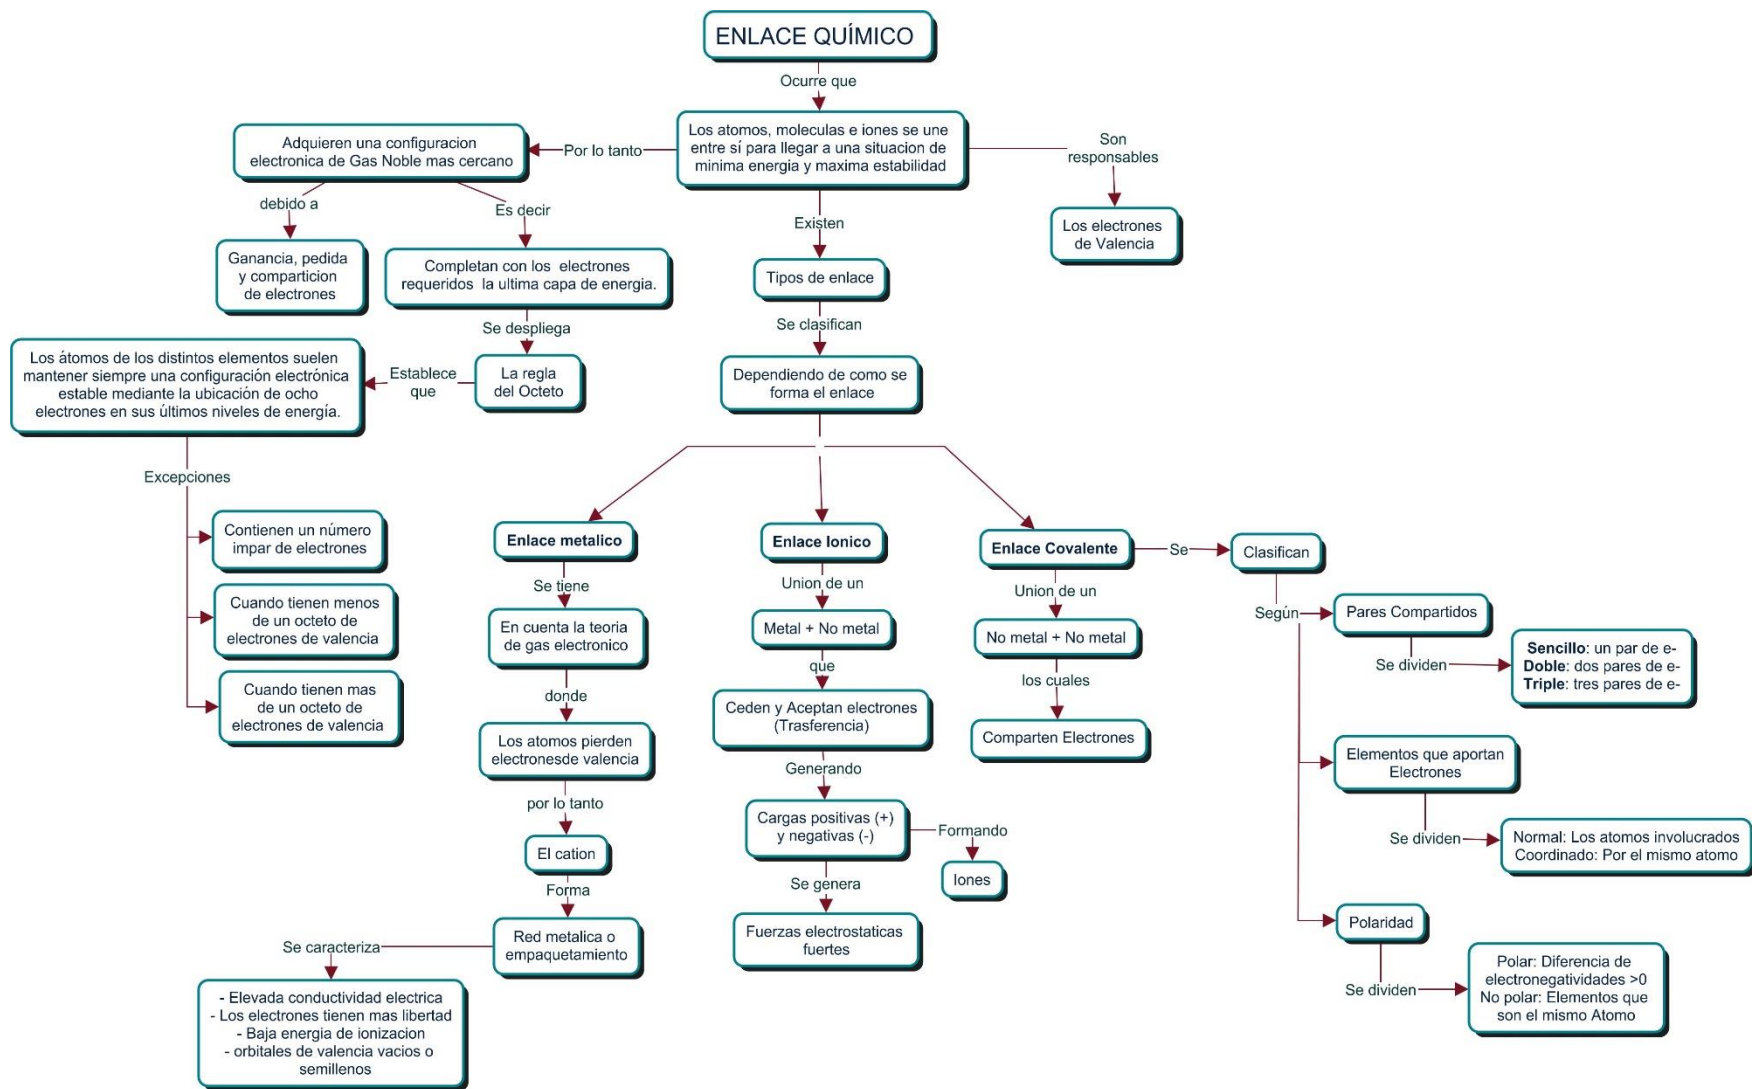 ENLACE QUÍMICO
Ocurre que
Los atomos, moleculas e iones se une
entre sí para llegar a una situacion de
minima energia y maxima estabilidad
Por lo tanto
Adquieren una configuracion
electronica de Gas Noble mas cercano
debido a
Ganancia, pedida
y comparticion
de electrones
Es decir
Completan con los electrones
requeridos la ultima capa de energia.
Se despliega
La regla
del Octeto
Establece
que
Los átomos de los distintos elementos suelen
mantener siempre una configuración electrónica
estable mediante la ubicación de ocho
electrones en sus últimos niveles de energía.
Excepciones
Contienen un número
impar de electrones
Cuando tienen menos
de un octeto de
electrones de valencia
Cuando tienen mas
de un octeto de
electrones de valencia
Son
responsables
Los electrones
de Valencia
Existen
Tipos de enlace
Se clasifican
Dependiendo de como se
forma el enlace
Enlace metalico
Se tiene
En cuenta la teoria
de gas electronico
donde
Los atomos pierden
electronesde valencia
por lo tanto
El cation
Forma
Red metalica o
empaquetamiento
Se caracteriza
- Elevada conductividad electrica
- Los electrones tienen mas libertad
- Baja energia de ionizacion
- orbitales de valencia vacios o
semillenos
Enlace Ionico
Union de un
Metal + No metal
que
Ceden y Aceptan electrones
(Trasferencia)
Generando
Cargas positivas (+)
y negativas (-)
Formando
Iones
Se genera
Fuerzas electrostaticas
fuertes
Enlace Covalente
Union de un
No metal + No metal
los cuales
Comparten Electrones
Se
Clasifican
Según
Pares Compartidos
Se dividen
Sencillo: un par de e-
Doble: dos pares de e-
Triple: tres pares de e-
Elementos que aportan
Electrones
Se dividen
Normal: Los atomos involucrados
Coordinado: Por el mismo atomo
Polaridad
Se dividen
Polar: Diferencia de
electronegatividades >0
No polar: Elementos que
son el mismo Atomo